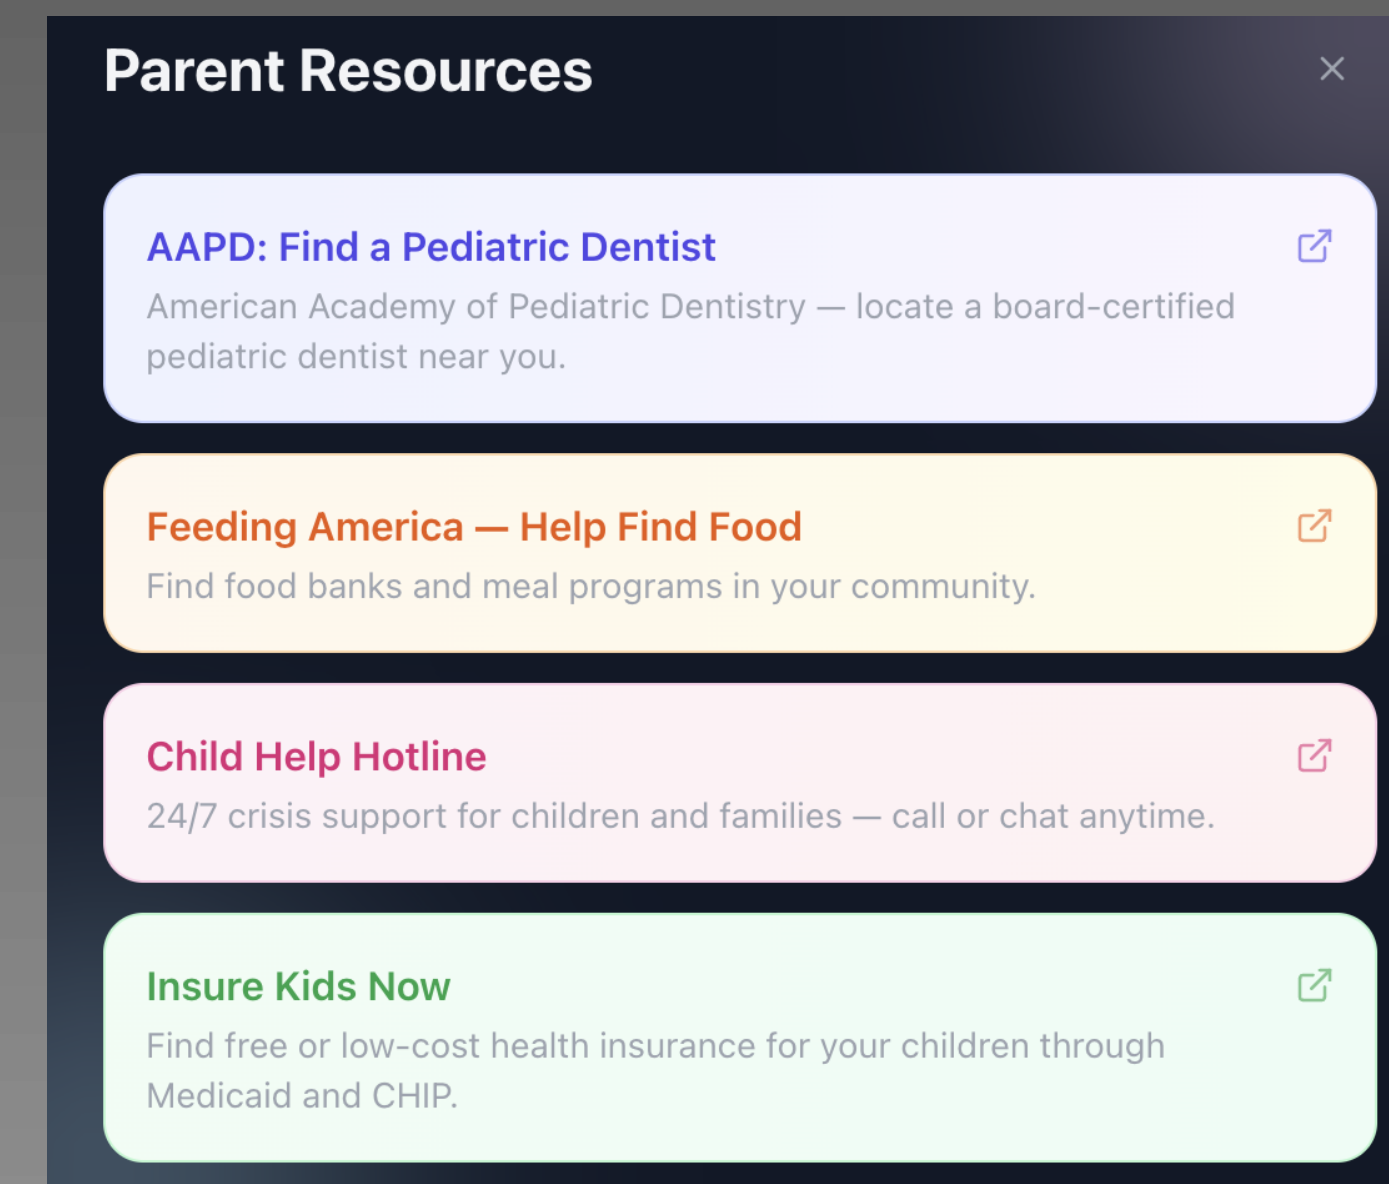 Parent Resources
AAPD: Find a Pediatric Dentist
American Academy of Pediatric Dentistry — locate a board-certified
pediatric dentist near you.
Feeding America — Help Find Food
Find food banks and meal programs in your community.
Child Help Hotline
24/7 crisis support for children and families — call or chat anytime.
Insure Kids Now
Find free or low-cost health insurance for your children through
Medicaid and CHIP.